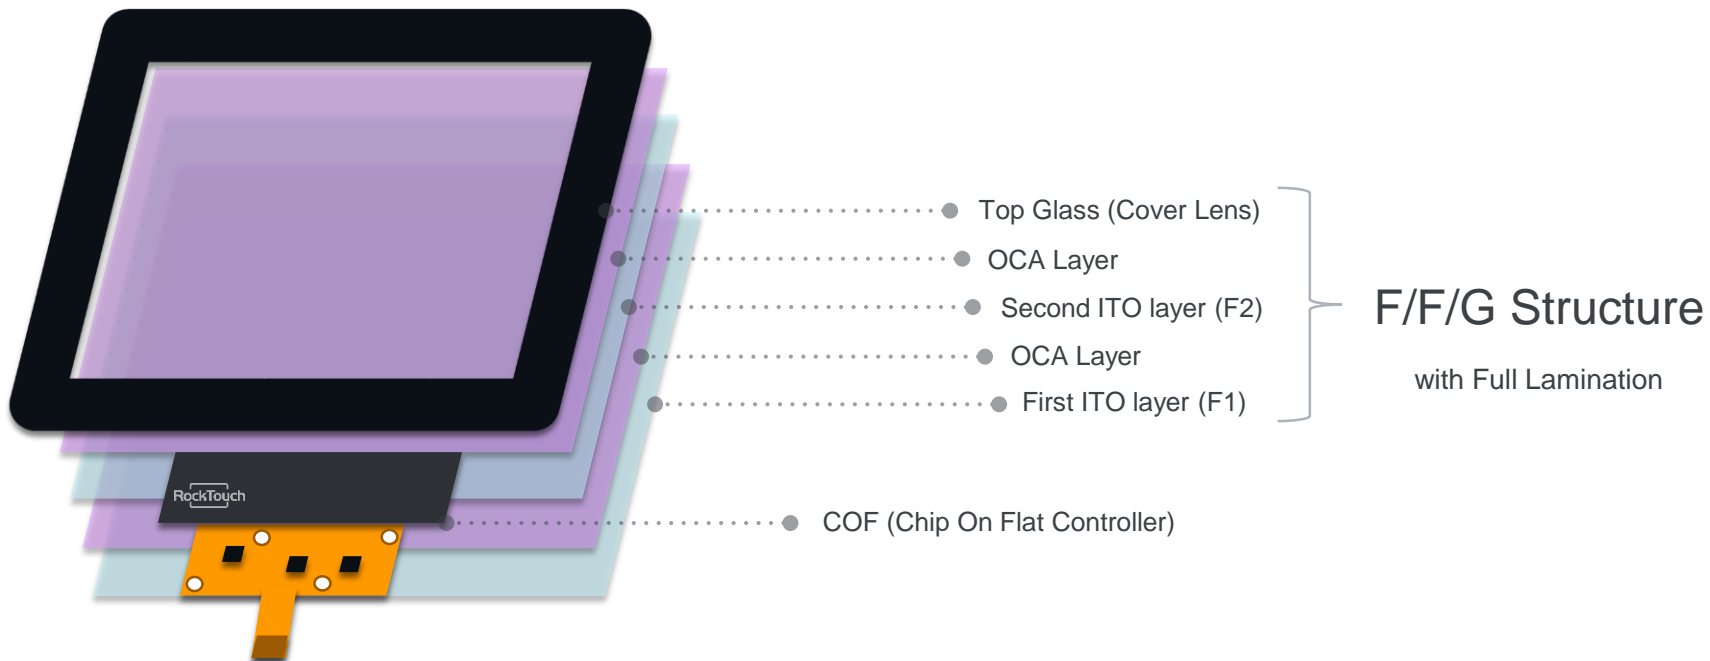 Top Glass (Cover Lens)
OCA Layer
Second ITO layer (F2)
OCA Layer
First ITO layer (F1)
F/F/G Structure
with Full Lamination
RockTouch
COF (Chip On Flat Controller)